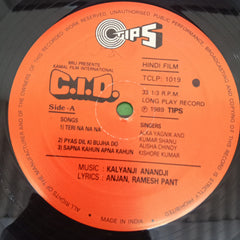 TIPS
BRIJ PRESENTS
KAMAL FILM INTERNATIONAL
C.I.D.
HINDI FILM
TCLP : 1019
33 1/3 R.P.M.
LONG PLAY RECORD
Ⓟ 1989 TIPS
Side-A
SONGS
SINGERS
1) TERI NA NA NA
ALKA YAGNIK AND
KUMAR SHANU
2) PYAS DIL KI BUJHA DO
ALISHA CHINOY
3) SAPNA KAHUN APNA KAHUN
KISHORE KUMAR
MUSIC : KALYANJI ANANDJI
LYRICS : ANJAN, RAMESH PANT
MADE IN INDIA
ALL RIGHTS OF THE MANUFACTURER AND OF THE OWNER OF THE RECORDED WORK RESERVED. UNAUTHORISED PUBLIC PERFORMANCE, BROADCASTING AND COPYING OF THIS RECORD IS STRICTLY PROHIBITED